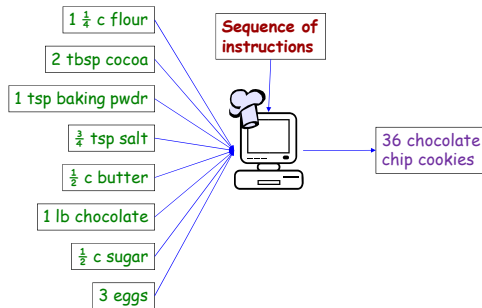 1 ¼ c flour
2 tbsp cocoa
1 tsp baking pwdr
¾ tsp salt
½ c butter
1 lb chocolate
½ c sugar
3 eggs
Sequence of
instructions
36 chocolate
chip cookies